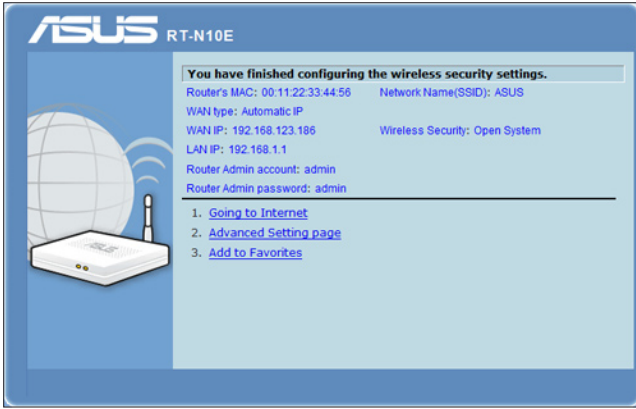 ASUS RT-N10E
You have finished configuring the wireless security settings.
Router's MAC: 00:11:22:33:44:56 Network Name(SSID): ASUS
WAN type: Automatic IP
WAN IP: 192.168.123.186 Wireless Security: Open System
LAN IP: 192.168.1.1
Router Admin account: admin
Router Admin password: admin
1. Going to Internet
2. Advanced Setting page
3. Add to Favorites
ASUS